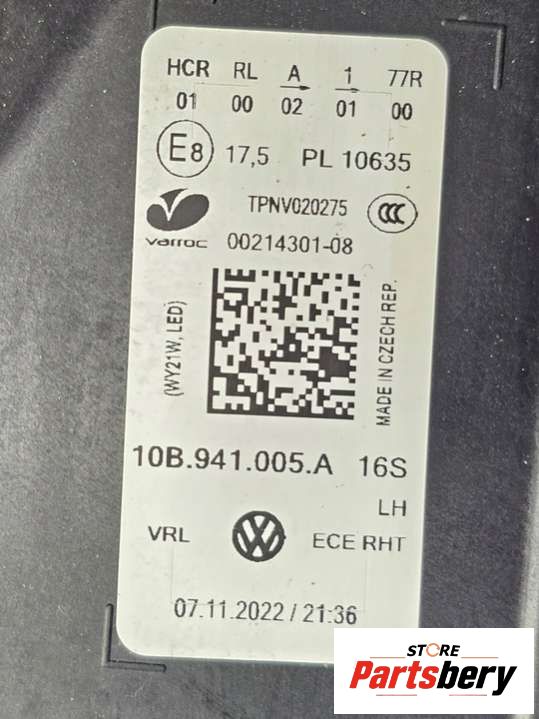 HCR RL A 1 77R
01 00 02 01 00
E8 17,5 PL 10635
TPNV020275 CCC
varroc 00214301-08
(WY21W, LED)
MADE IN CZECH REP.
10B.941.005.A 16S
LH
VRL VW ECE RHT
07.11.2022 / 21:36
STORE
Partsbery